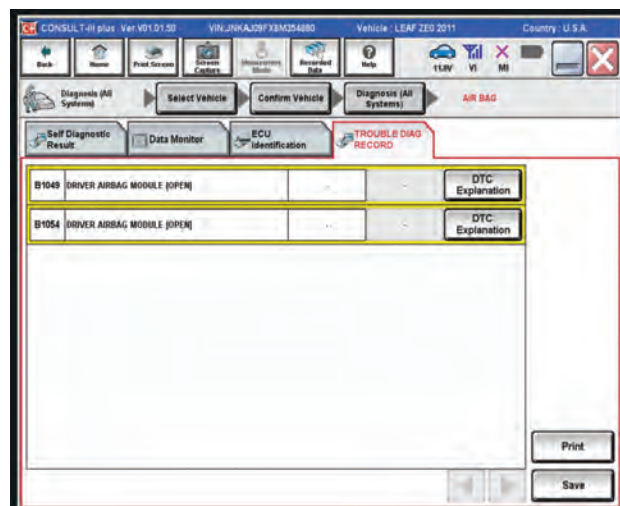 CONSULT-III plus Ver.V01.01.50 VIN:JNKAJ09FX8M354880 Vehicle : LEAF ZE0 2011 Country : U.S.A.
Back Home Print Screen Screen Capture Measurement Mode Recorded Data Help 11.8V VI MI
Diagnosis (All Systems) Select Vehicle Confirm Vehicle Diagnosis (All Systems) AIR BAG
Self Diagnostic Result Data Monitor ECU Identification TROUBLE DIAG RECORD
B1049 DRIVER AIRBAG MODULE [OPEN] - - DTC Explanation
B1054 DRIVER AIRBAG MODULE [OPEN] - - DTC Explanation
Print
Save